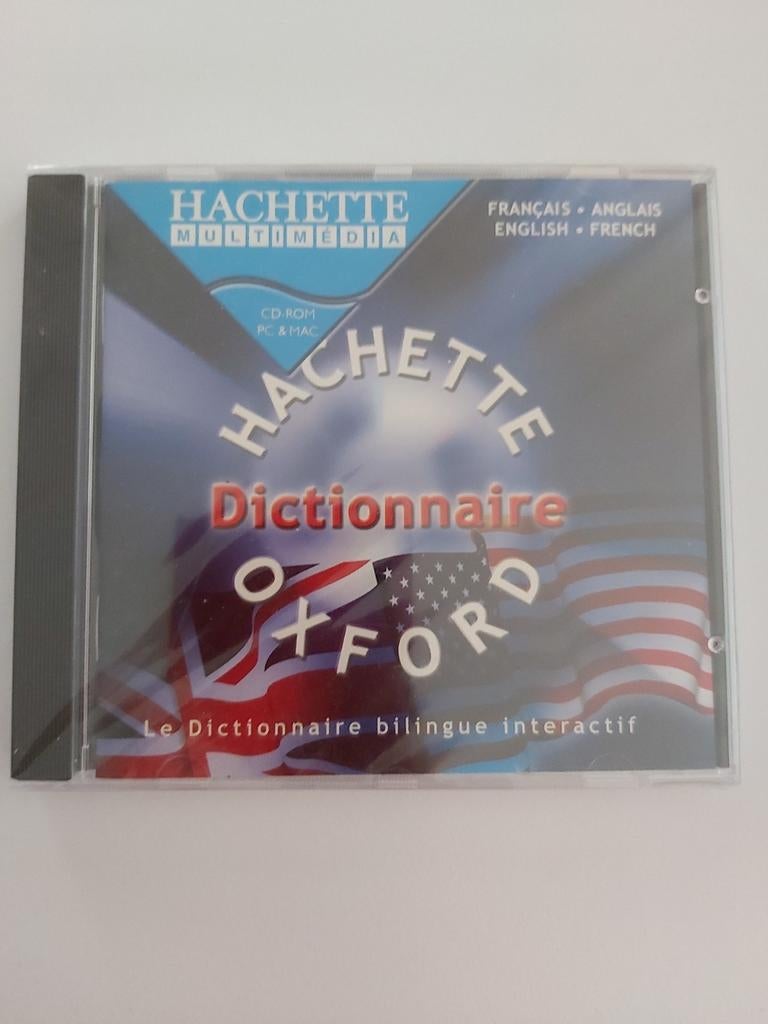 HACHETTE
MULTIMÉDIA
FRANÇAIS • ANGLAIS
ENGLISH • FRENCH
CD-ROM
PC & MAC
HACHETTE
Dictionnaire
OXFORD
Le Dictionnaire bilingue interactif